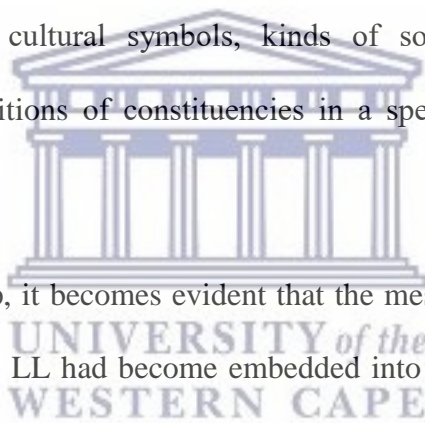 cultural symbols, kinds of so
itions of constituencies in a spe
, it becomes evident that the mes
UNIVERSITY of the
LL had become embedded into
WESTERN CAPE